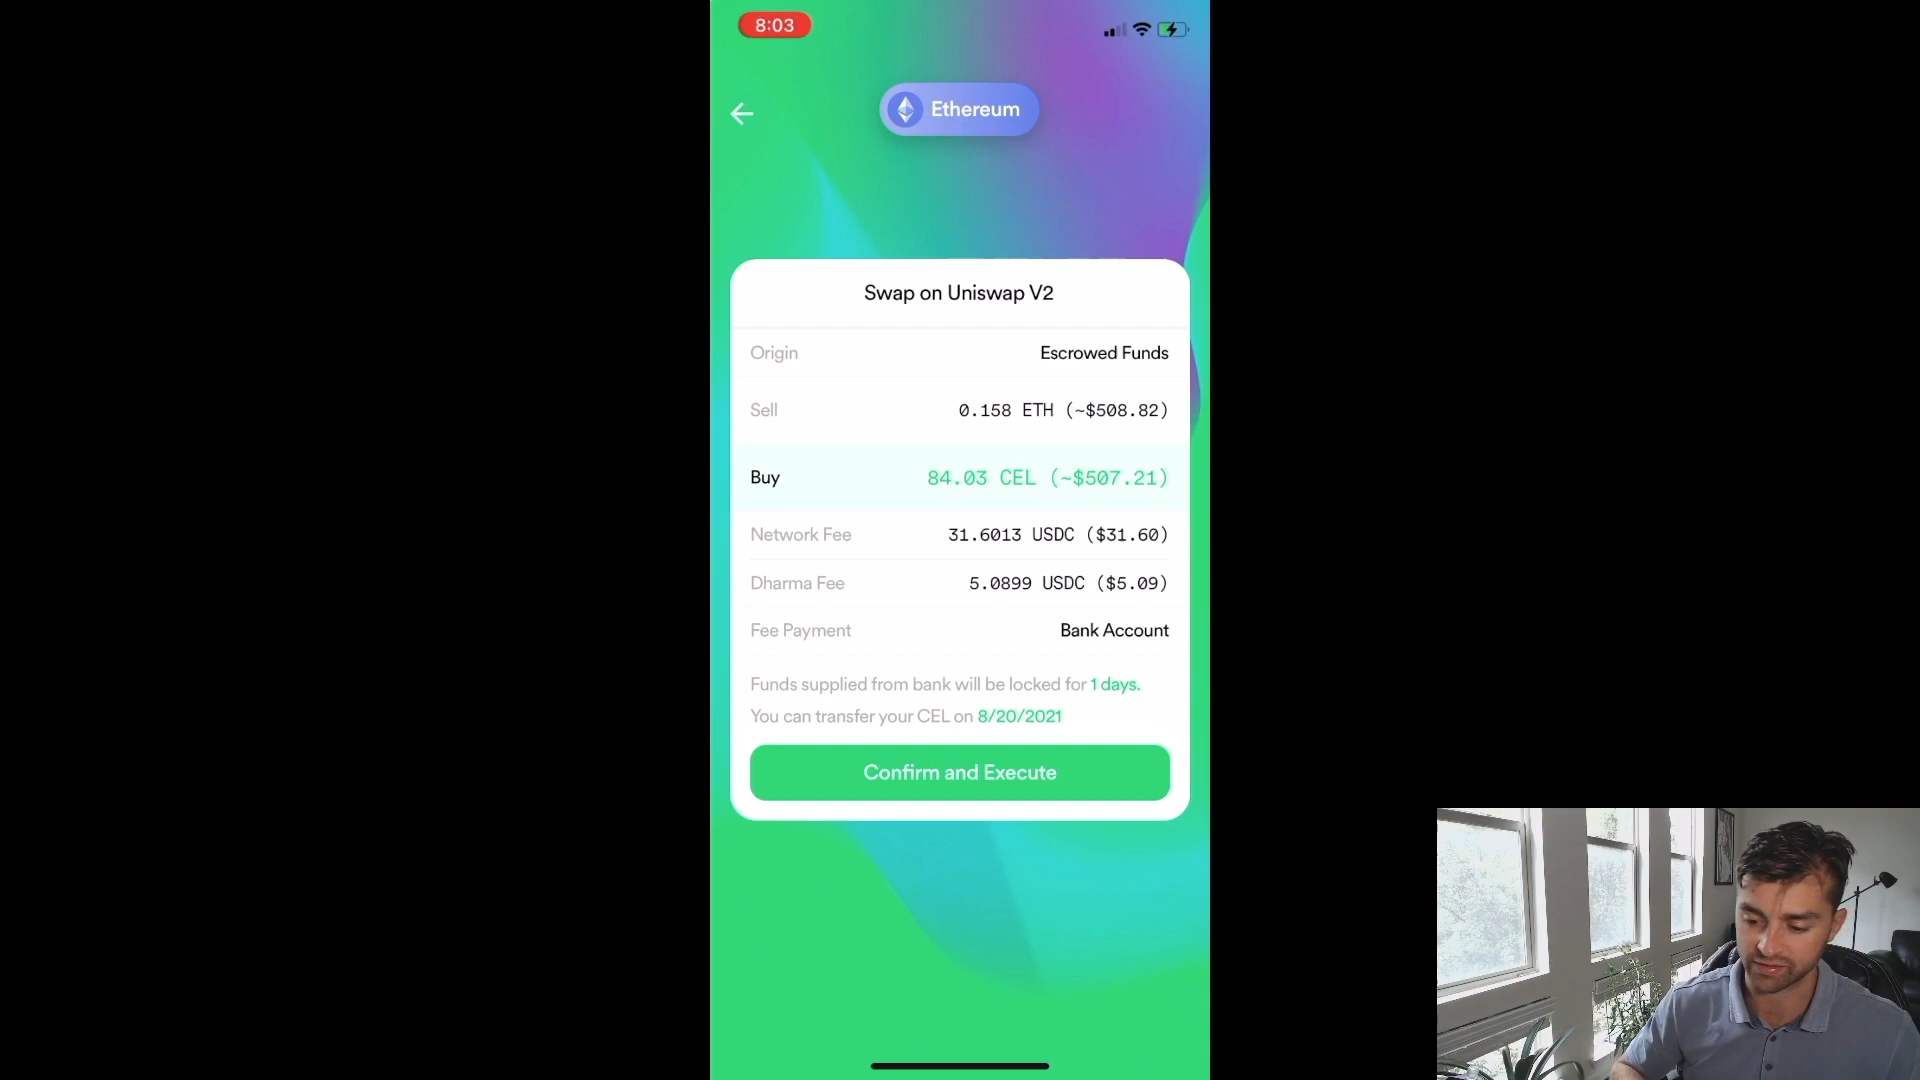 8:03
Ethereum
Swap on Uniswap V2
Origin Escrowed Funds
Sell 0.158 ETH (~$508.82)
Buy 84.03 CEL (~$507.21)
Network Fee 31.6013 USDC ($31.60)
Dharma Fee 5.0899 USDC ($5.09)
Fee Payment Bank Account
Funds supplied from bank will be locked for 1 days.
You can transfer your CEL on 8/20/2021
Confirm and Execute